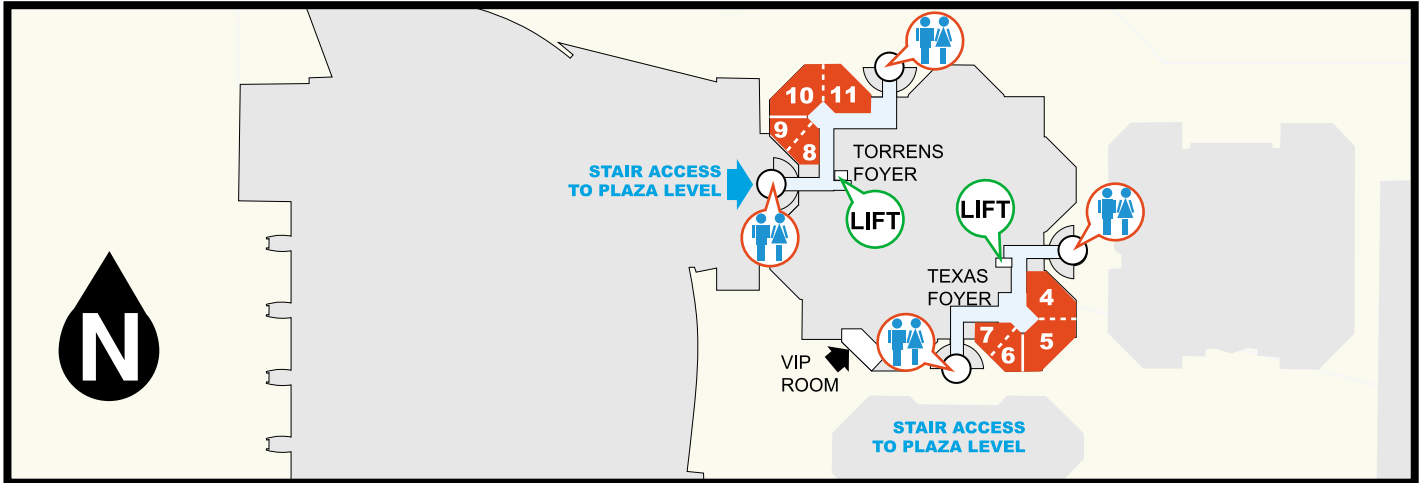 10 11
9
8
STAIR ACCESS
TO PLAZA LEVEL
TORRENS
FOYER
LIFT
LIFT
TEXAS
FOYER
4
5
7
6
VIP
ROOM
N
STAIR ACCESS
TO PLAZA LEVEL